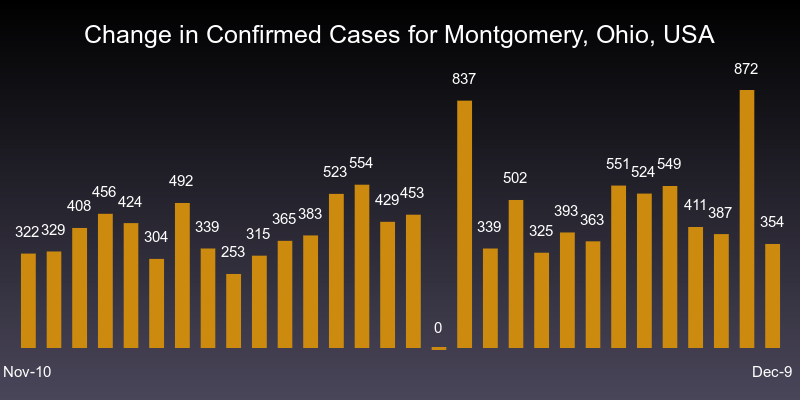 Change in Confirmed Cases for Montgomery, Ohio, USA
322 329 408 456 424 304 492 339 253 315 365 383 523 554 429 453 0 837 339 502 325 393 363 551 524 549 411 387 872 354
Nov-10 Dec-9